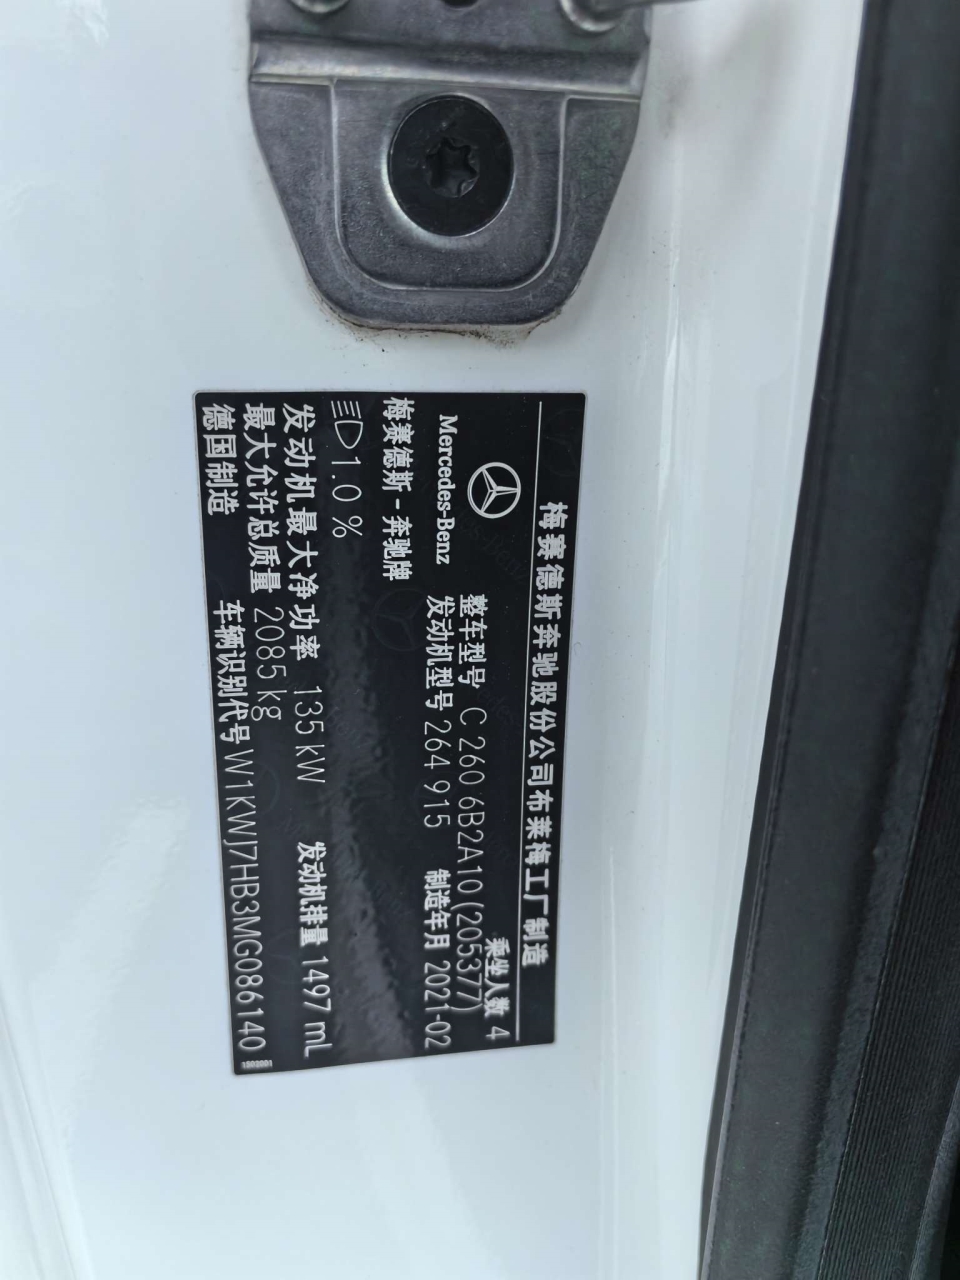 梅赛德斯奔驰股份公司布莱梅工厂制造
乘坐人数 4
整车型号 C 260 6B2A10(205377)
Mercedes-Benz
发动机型号 264 915
制造年月 2021-02
梅赛德斯-奔驰牌
1.0 %
发动机最大净功率 135 kW
发动机排量 1497 mL
最大允许总质量 2085 kg
德国制造
车辆识别代号 W1KWJ7HB3MG086140